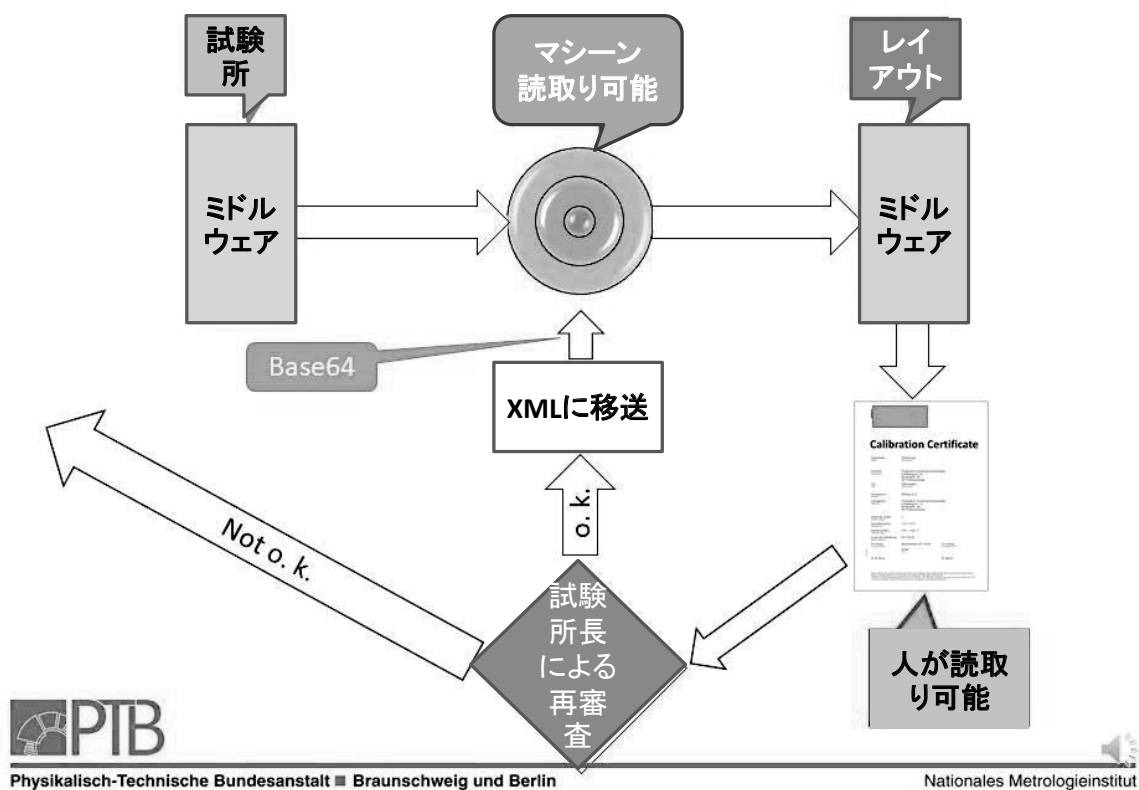 試験
所
マシーン
読取り可能
レイ
アウト
ミドル
ウェア
ミドル
ウェア
Base64
XMLに移送
Calibration Certificate
o. k.
Not o. k.
試験
所長
による
再審
査
人が読取
り可能
PTB
Physikalisch-Technische Bundesanstalt ■ Braunschweig und Berlin
Nationales Metrologieinstitut